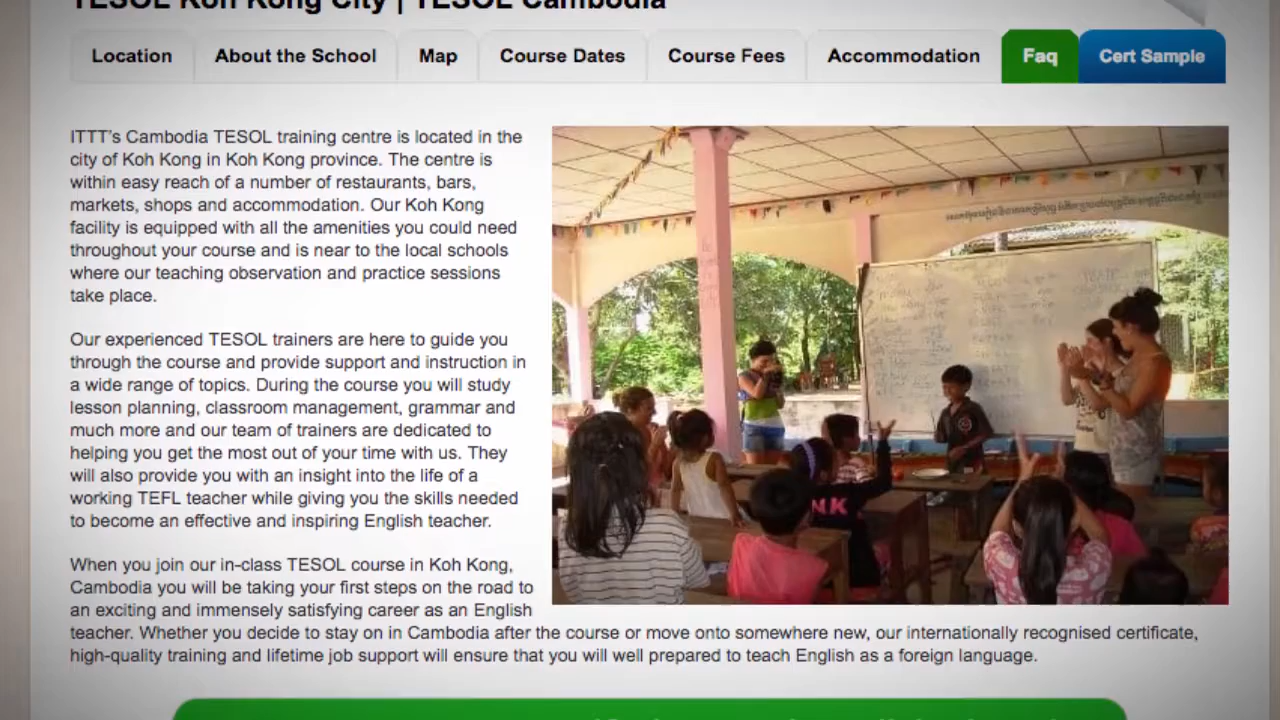 TESOL Koh Kong City | TESOL Cambodia
Location
About the School
Map
Course Dates
Course Fees
Accommodation
Faq
Cert Sample
ITTT's Cambodia TESOL training centre is located in the
city of Koh Kong in Koh Kong province. The centre is
within easy reach of a number of restaurants, bars,
markets, shops and accommodation. Our Koh Kong
facility is equipped with all the amenities you could need
throughout your course and is near to the local schools
where our teaching observation and practice sessions
take place.
Our experienced TESOL trainers are here to guide you
through the course and provide support and instruction in
a wide range of topics. During the course you will study
lesson planning, classroom management, grammar and
much more and our team of trainers are dedicated to
helping you get the most out of your time with us. They
will also provide you with an insight into the life of a
working TEFL teacher while giving you the skills needed
to become an effective and inspiring English teacher.
When you join our in-class TESOL course in Koh Kong,
Cambodia you will be taking your first steps on the road to
an exciting and immensely satisfying career as an English
teacher. Whether you decide to stay on in Cambodia after the course or move onto somewhere new, our internationally recognised certificate,
high-quality training and lifetime job support will ensure that you will well prepared to teach English as a foreign language.